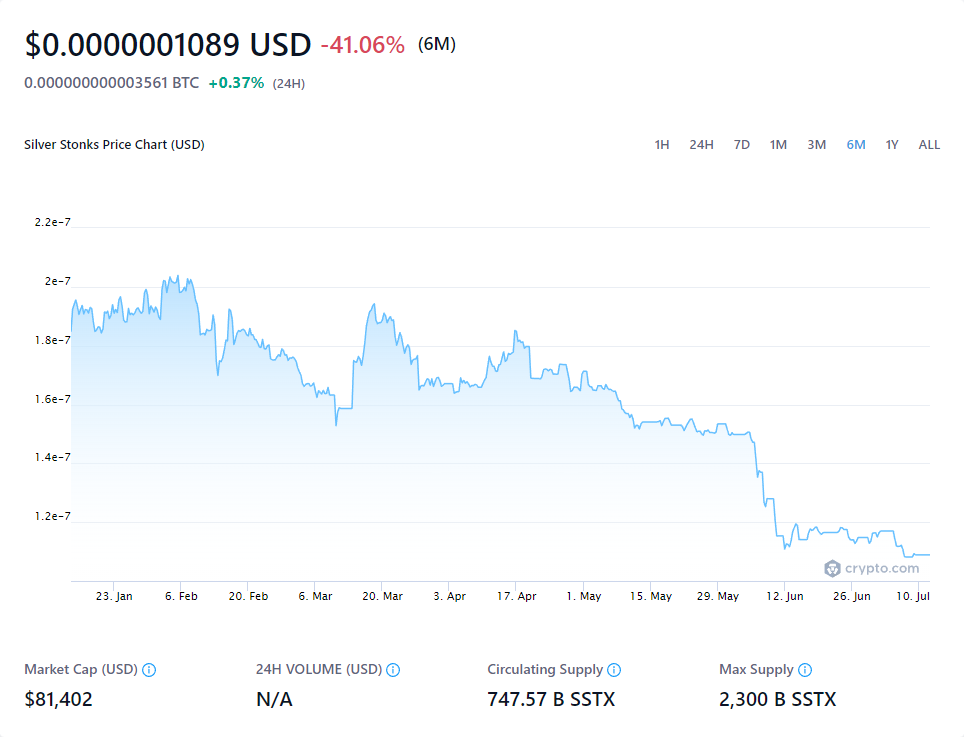 $0.0000001089 USD -41.06% (6M)
0.000000000003561 BTC +0.37% (24H)
Silver Stonks Price Chart (USD) 1H 24H 7D 1M 3M 6M 1Y ALL
2.2e-7
2e-7
1.8e-7
1.6e-7
1.4e-7
1.2e-7
crypto.com
23. Jan 6. Feb 20. Feb 6. Mar 20. Mar 3. Apr 17. Apr 1. May 15. May 29. May 12. Jun 26. Jun 10. Jul
Market Cap (USD) 24H VOLUME (USD) Circulating Supply Max Supply
$81,402 N/A 747.57 B SSTX 2,300 B SSTX